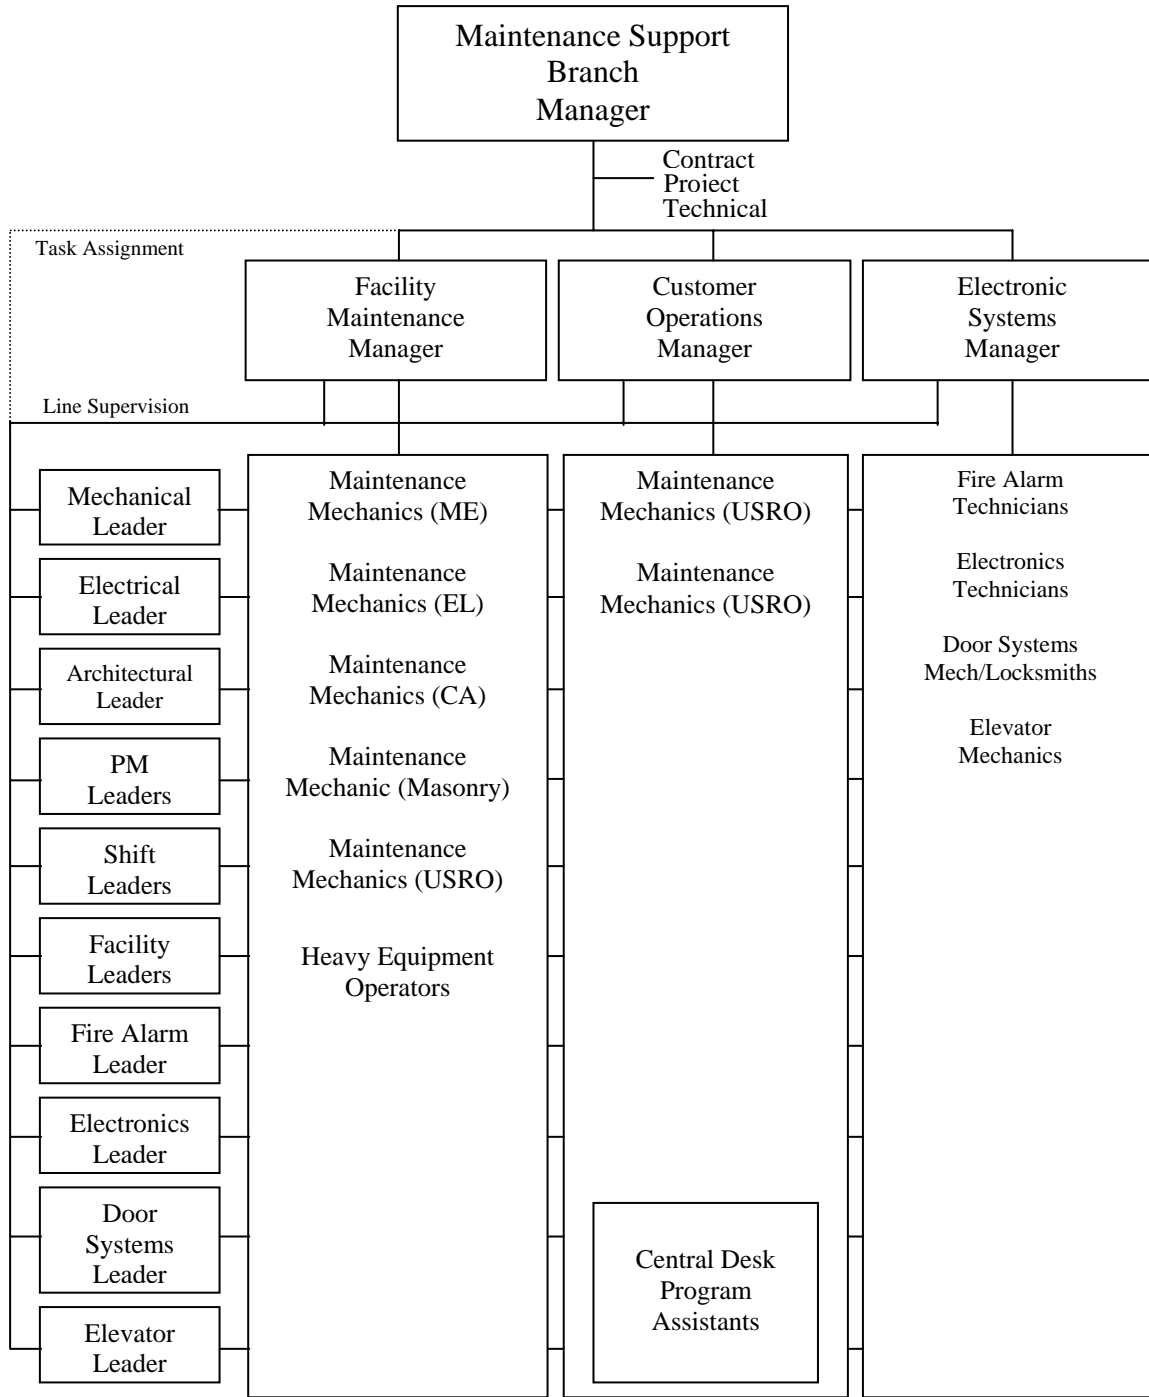 Maintenance Support
Branch
Manager
Contract
Project
Technical
Task Assignment
Facility
Maintenance
Manager
Customer
Operations
Manager
Electronic
Systems
Manager
Line Supervision
Mechanical
Leader
Electrical
Leader
Architectural
Leader
PM
Leaders
Shift
Leaders
Facility
Leaders
Fire Alarm
Leader
Electronics
Leader
Door
Systems
Leader
Elevator
Leader
Maintenance
Mechanics (ME)
Maintenance
Mechanics (EL)
Maintenance
Mechanics (CA)
Maintenance
Mechanic (Masonry)
Maintenance
Mechanics (USRO)
Heavy Equipment
Operators
Maintenance
Mechanics (USRO)
Maintenance
Mechanics (USRO)
Central Desk
Program
Assistants
Fire Alarm
Technicians
Electronics
Technicians
Door Systems
Mech/Locksmiths
Elevator
Mechanics